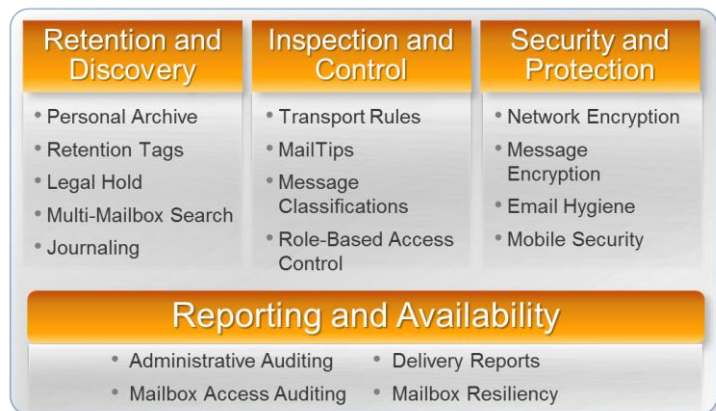 Retention and
Discovery
• Personal Archive
• Retention Tags
• Legal Hold
• Multi-Mailbox Search
• Journaling
Inspection and
Control
• Transport Rules
• MailTips
• Message
Classifications
• Role-Based Access
Control
Security and
Protection
• Network Encryption
• Message
Encryption
• Email Hygiene
• Mobile Security
Reporting and Availability
• Administrative Auditing
• Mailbox Access Auditing
• Delivery Reports
• Mailbox Resiliency